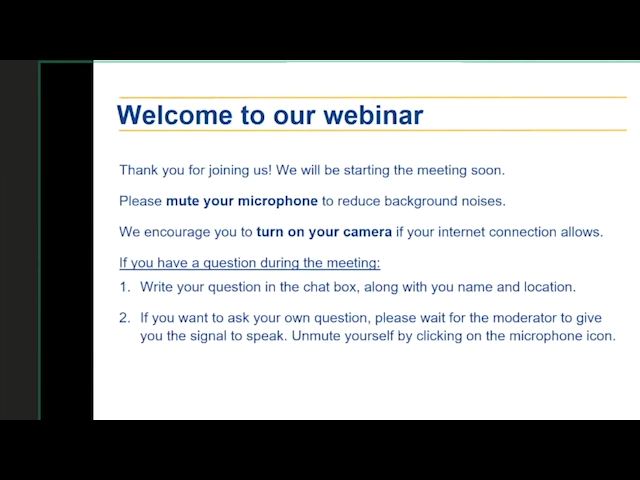 Welcome to our webinar
Thank you for joining us! We will be starting the meeting soon.
Please mute your microphone to reduce background noises.
We encourage you to turn on your camera if your internet connection allows.
If you have a question during the meeting:
1. Write your question in the chat box, along with you name and location.
2. If you want to ask your own question, please wait for the moderator to give
you the signal to speak. Unmute yourself by clicking on the microphone icon.